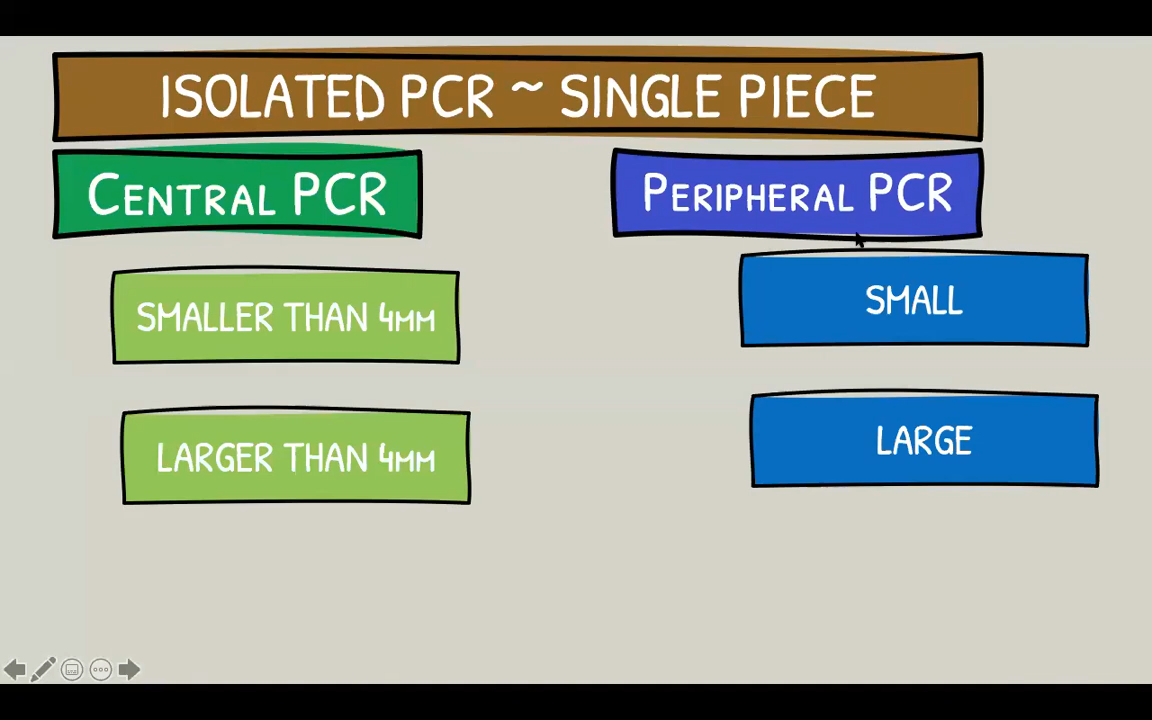 ISOLATED PCR ~ SINGLE PIECE
CENTRAL PCR
SMALLER THAN 4MM
LARGER THAN 4MM
PERIPHERAL PCR
SMALL
LARGE